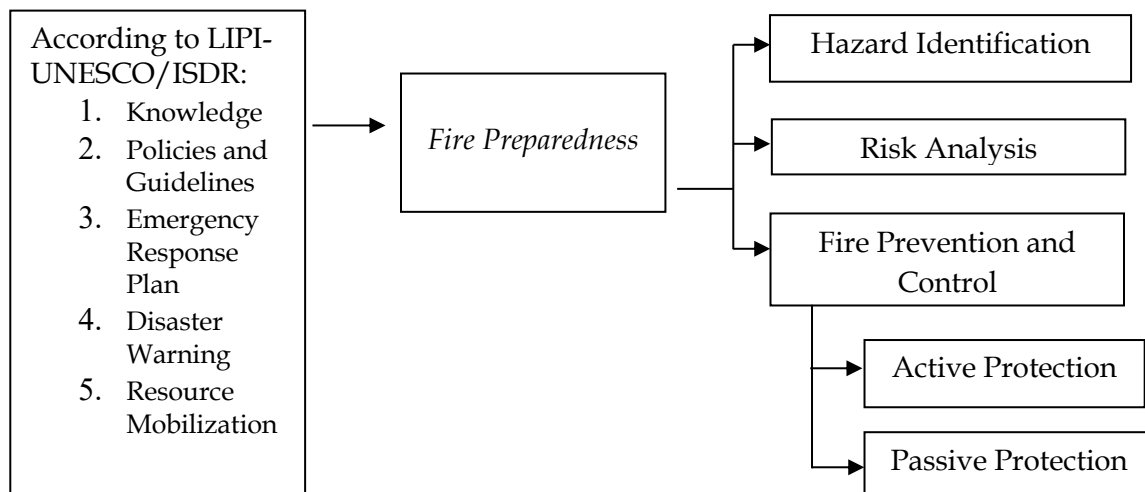 According to LIPI-
UNESCO/ISDR:
1. Knowledge
2. Policies and
Guidelines
3. Emergency
Response
Plan
4. Disaster
Warning
5. Resource
Mobilization
Fire Preparedness
Hazard Identification
Risk Analysis
Fire Prevention and
Control
Active Protection
Passive Protection